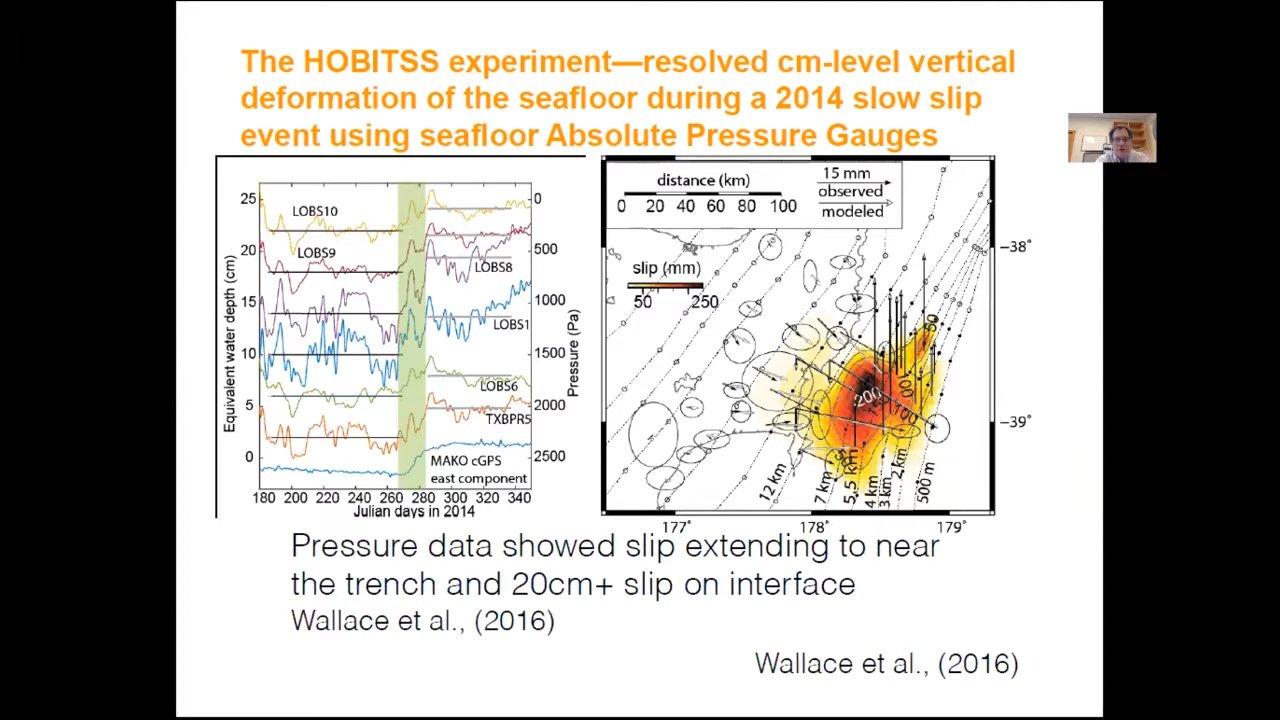 The HOBITSS experiment—resolved cm-level vertical
deformation of the seafloor during a 2014 slow slip
event using seafloor Absolute Pressure Gauges
25
20
15
10
5
0
Equivalent water depth (cm)
LOBS10
LOBS9
LOBS8
LOBS1
LOBS6
TXBPR5
MAKO cGPS
east component
0
500
1000
1500
2000
2500
Pressure (Pa)
180 200 220 240 260 280 300 320 340
Julian days in 2014
distance (km)
0 20 40 60 80 100
15 mm
observed
modeled
slip (mm)
50 250
50
100
200
12 km
7 km
5.5 km
4 km
3 km
2 km
500 m
−38°
−39°
177° 178° 179°
Pressure data showed slip extending to near
the trench and 20cm+ slip on interface
Wallace et al., (2016)
Wallace et al., (2016)